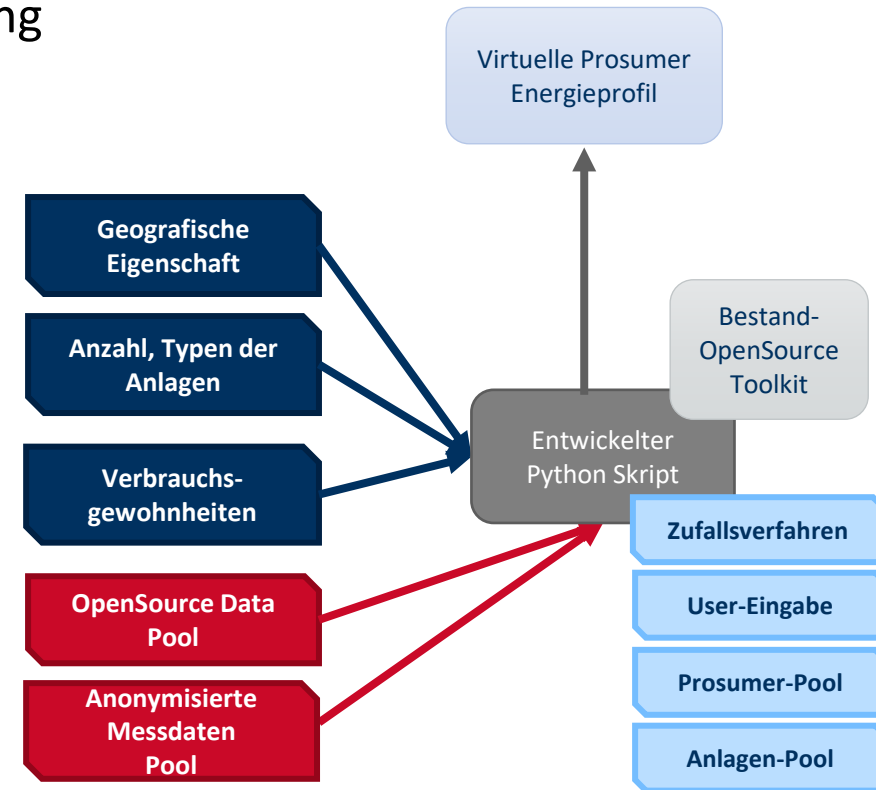 ng
Virtuelle Prosumer
Energieprofil
Geografische
Eigenschaft
Anzahl, Typen der
Anlagen
Verbrauchs-
gewohnheiten
OpenSource Data
Pool
Anonymisierte
Messdaten
Pool
Bestand-
OpenSource
Toolkit
Entwickelter
Python Skript
Zufallsverfahren
User-Eingabe
Prosumer-Pool
Anlagen-Pool